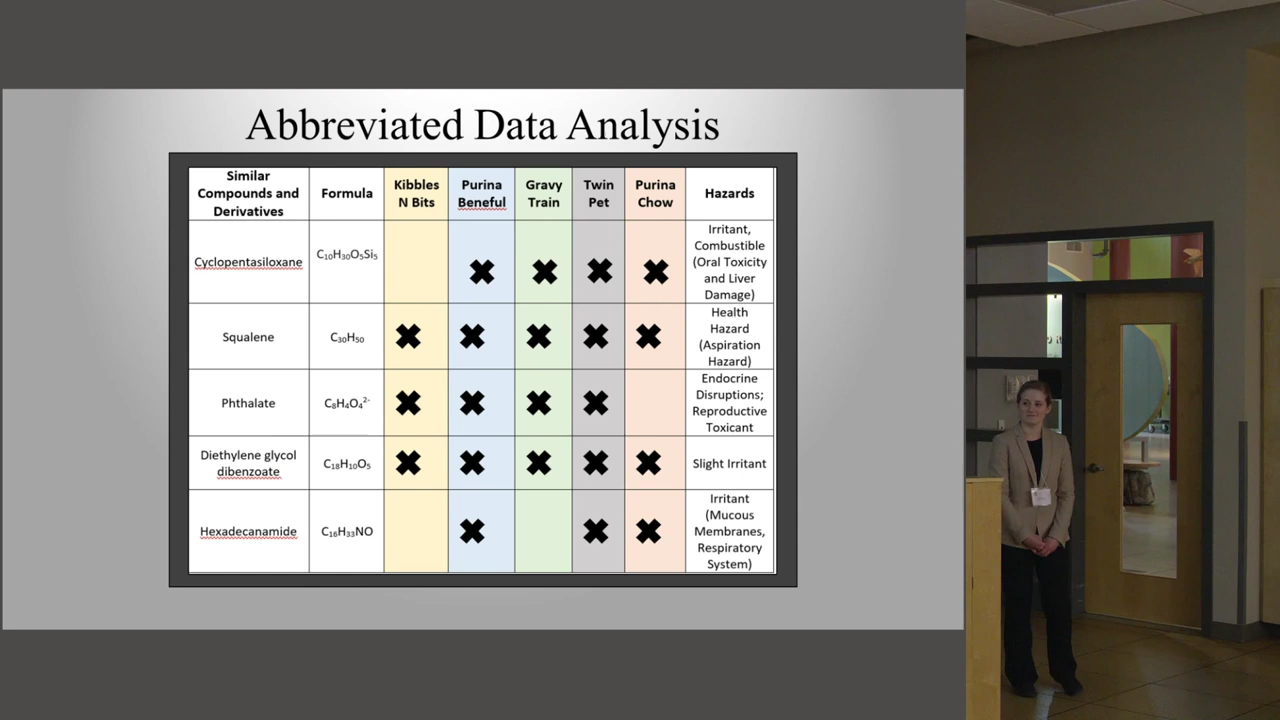 Abbreviated Data Analysis
Similar
Compounds and
Derivatives
Formula
Kibbles
N Bits
Purina
Beneful
Gravy
Train
Twin
Pet
Purina
Chow
Hazards
Cyclopentasiloxane
C₁₀H₃₀O₅Si₅
Irritant,
Combustible
(Oral Toxicity
and Liver
Damage)
Squalene
C₃₀H₅₀
Health
Hazard
(Aspiration
Hazard)
Phthalate
C₈H₄O₄²⁻
Endocrine
Disruptions;
Reproductive
Toxicant
Diethylene glycol
dibenzoate
C₁₈H₁₀O₅
Slight Irritant
Hexadecanamide
C₁₆H₃₃NO
Irritant
(Mucous
Membranes,
Respiratory
System)